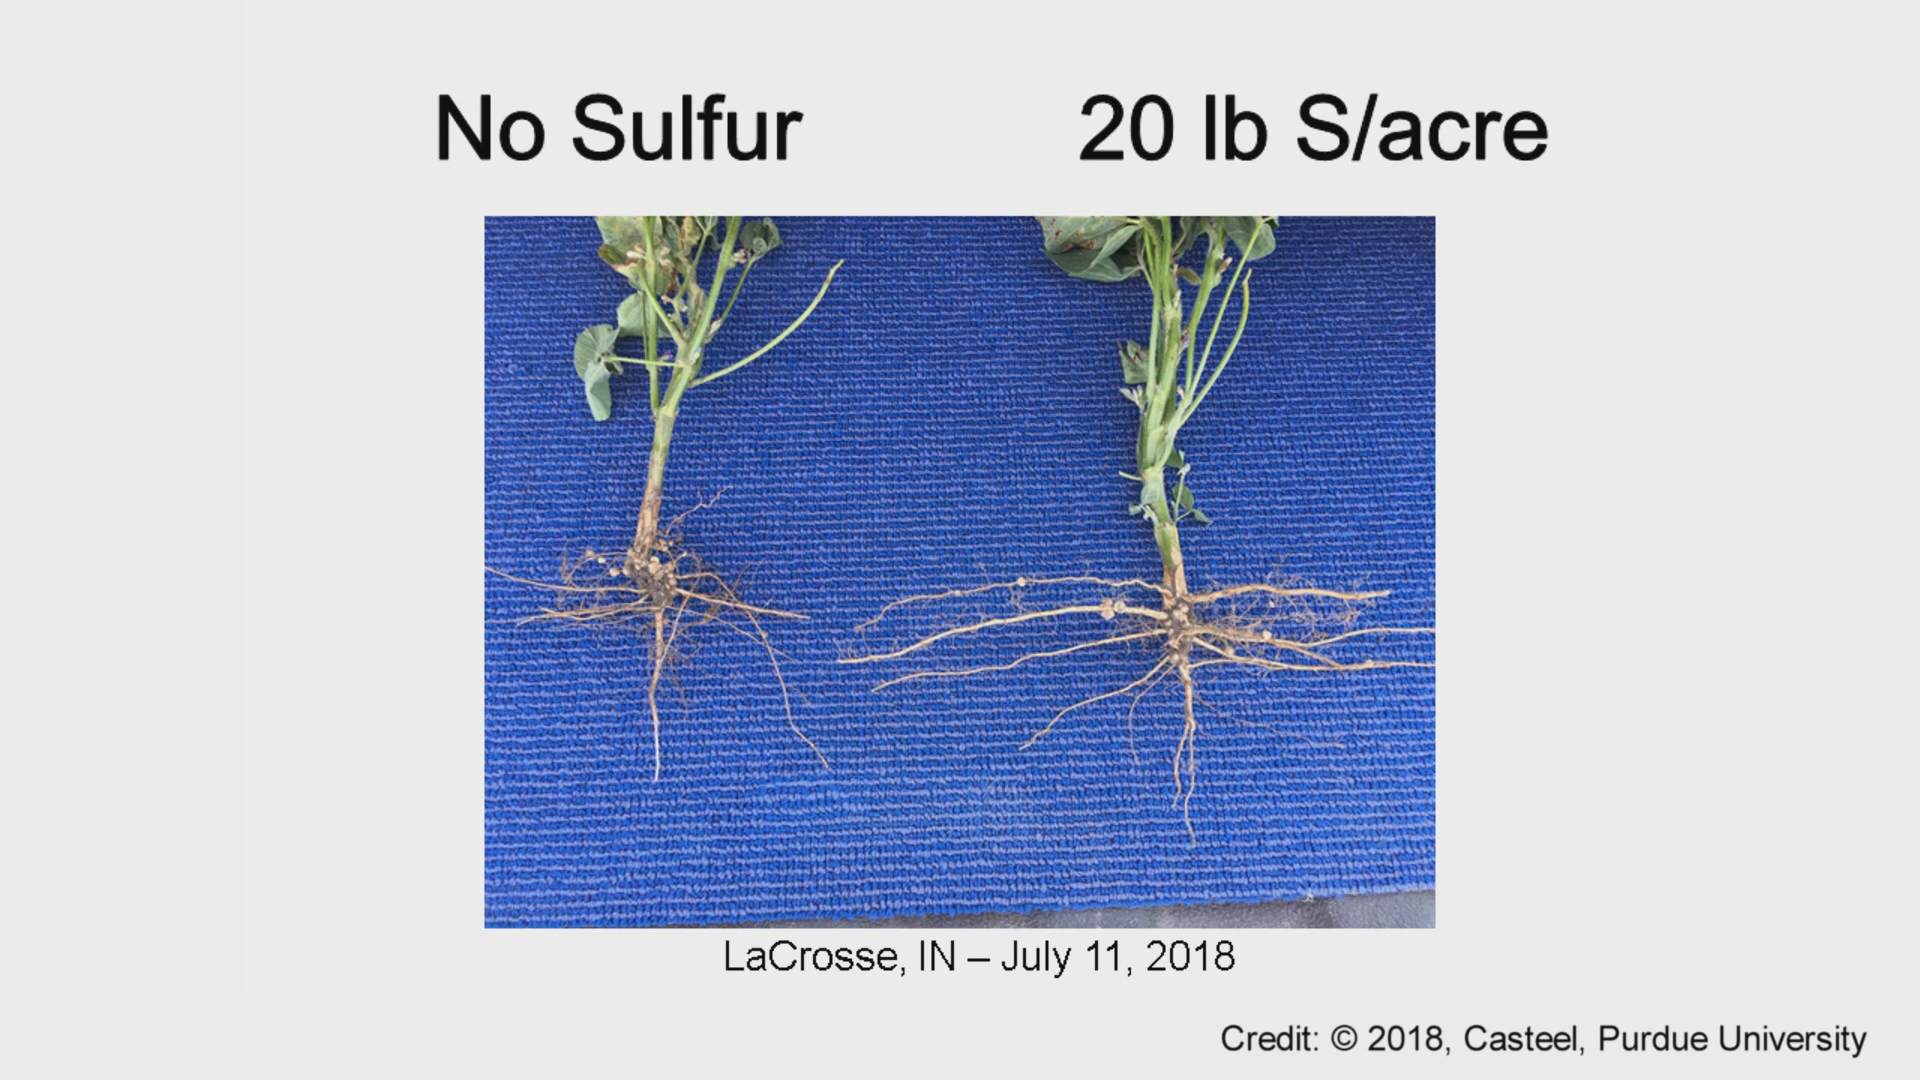 No Sulfur 20 lb S/acre
LaCrosse, IN – July 11, 2018
Credit: © 2018, Casteel, Purdue University